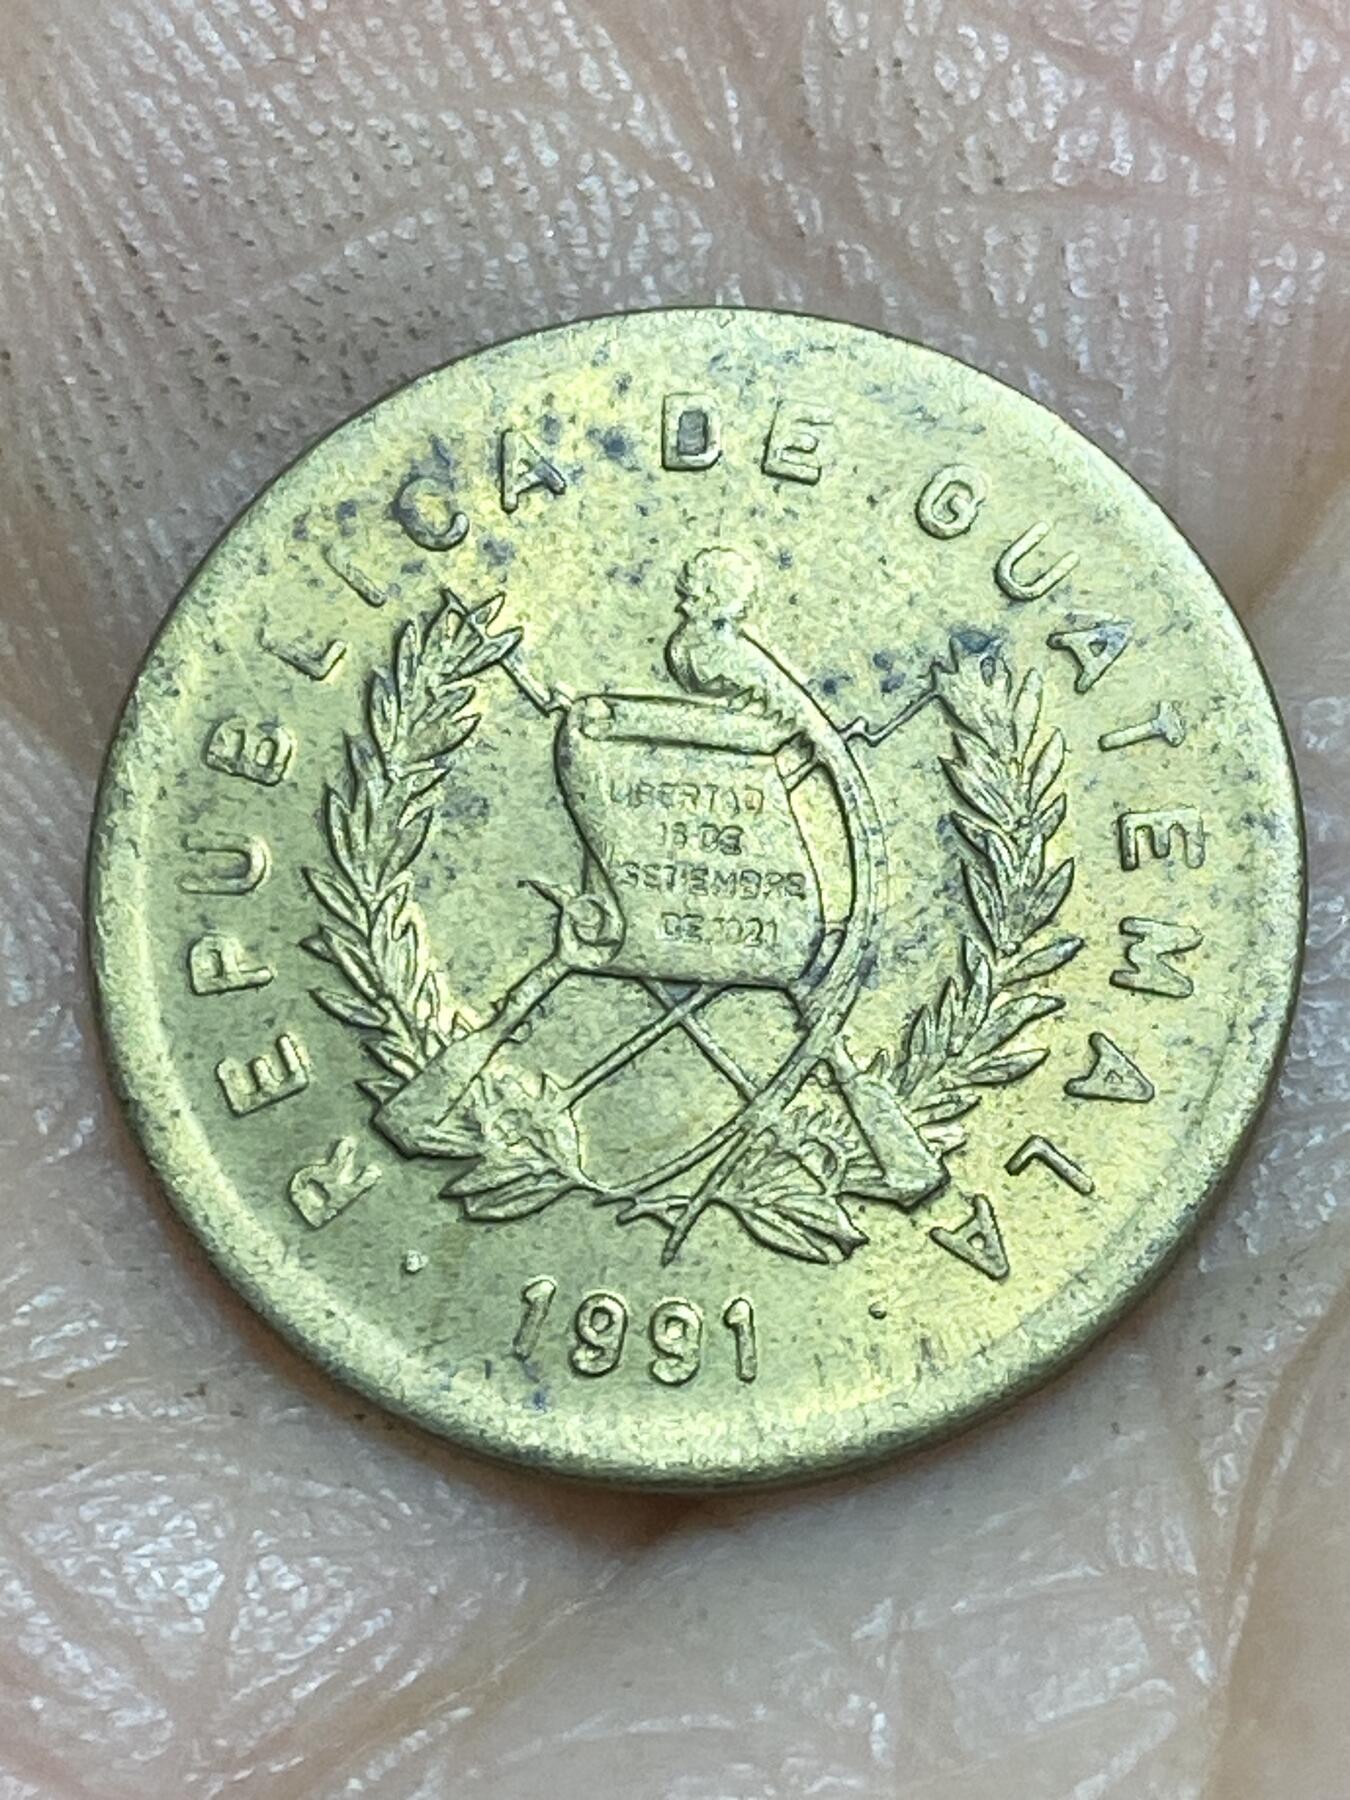 REPUBLICA DE GUATEMALA
LIBERTAD
15 DE
SETIEMBRE
DE 1821
1991